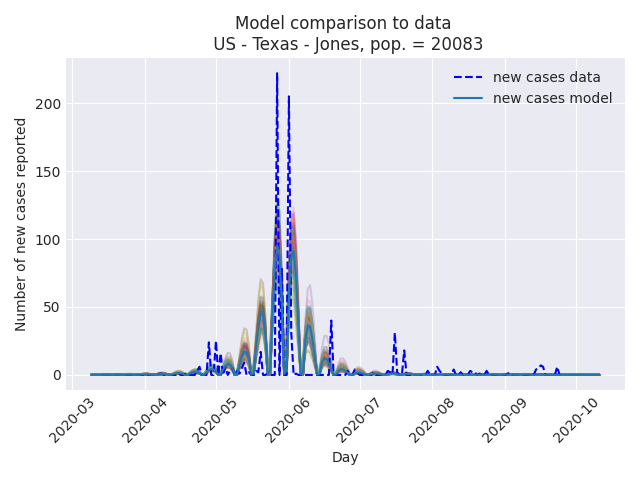 Model comparison to data
US - Texas - Jones, pop. = 20083
new cases data
new cases model
Number of new cases reported
200
150
100
50
0
2020-03
2020-04
2020-05
2020-06
2020-07
2020-08
2020-09
2020-10
Day